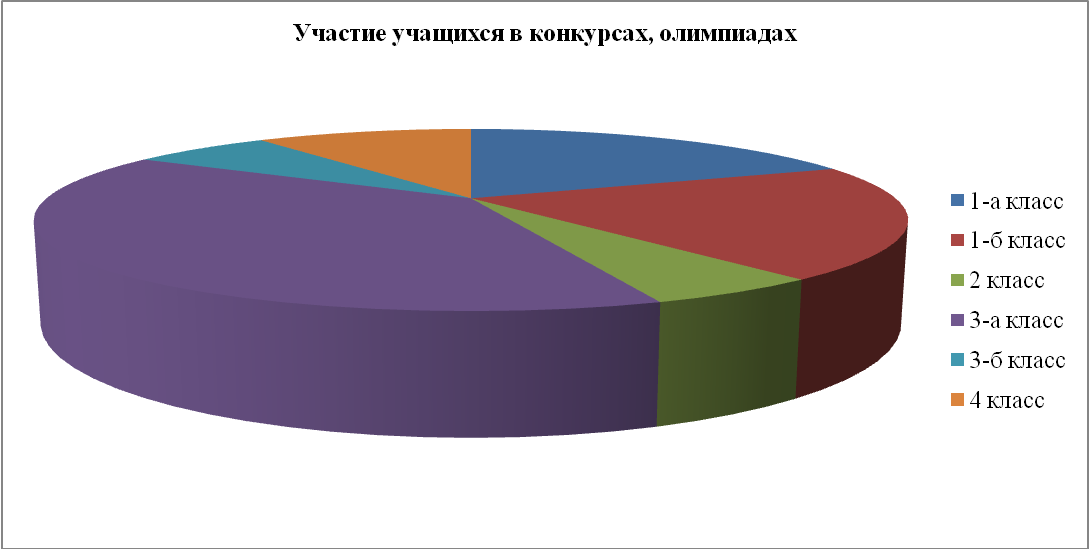 Участие учащихся в конкурсах, олимпиадах
1-а класс
1-б класс
2 класс
3-а класс
3-б класс
4 класс